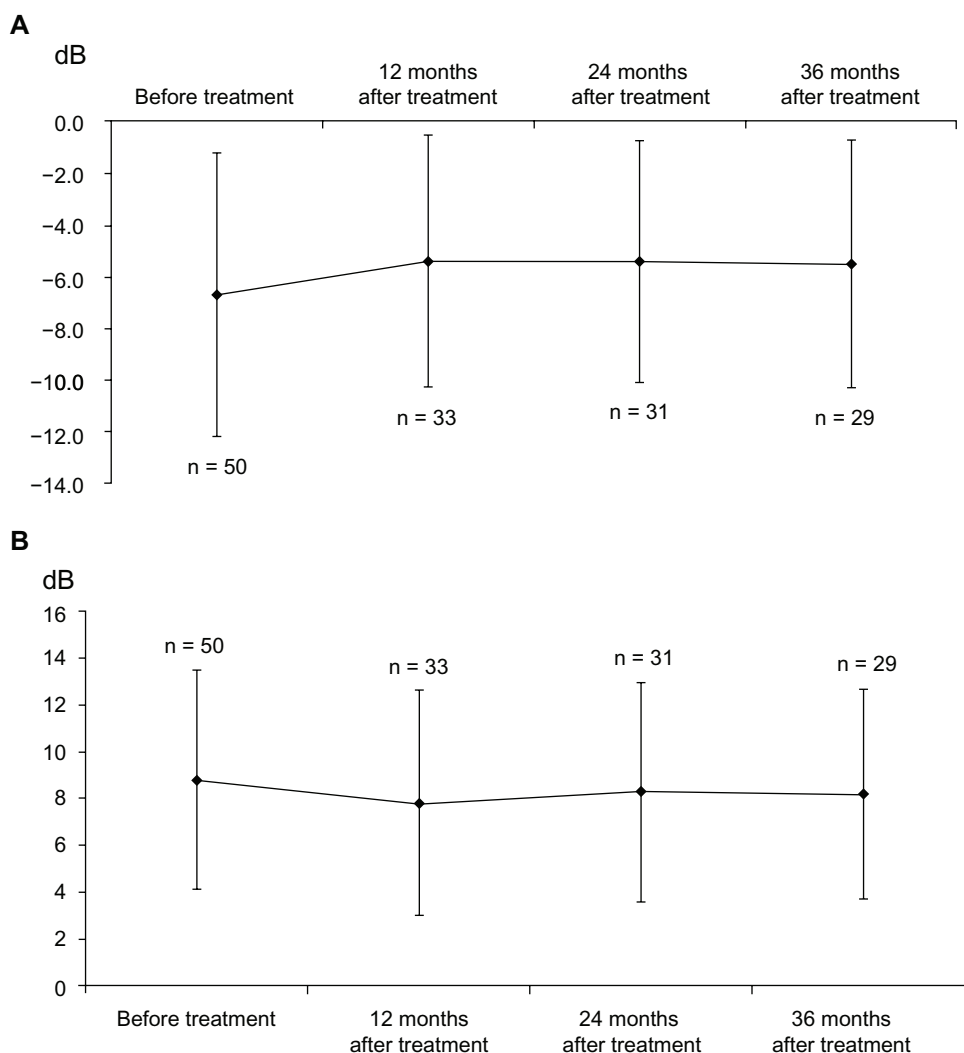 A
dB
Before treatment
12 months
after treatment
24 months
after treatment
36 months
after treatment
0.0
−2.0
−4.0
−6.0
−8.0
−10.0
−12.0
−14.0
n = 50
n = 33
n = 31
n = 29
B
dB
16
14
12
10
8
6
4
2
0
n = 50
n = 33
n = 31
n = 29
Before treatment
12 months
after treatment
24 months
after treatment
36 months
after treatment